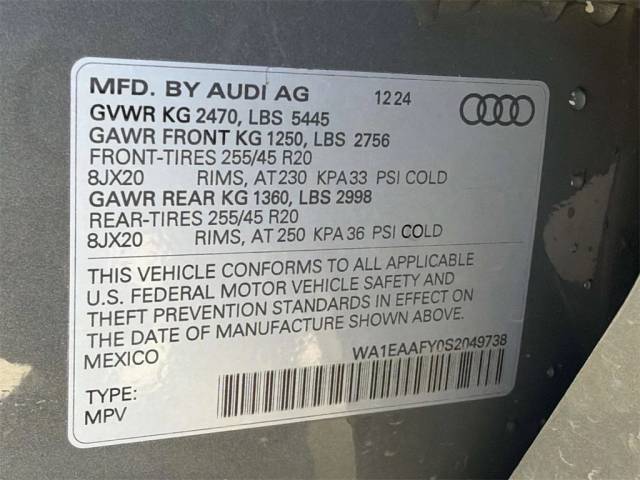 MFD. BY AUDI AG 12 24
GVWR KG 2470, LBS 5445
GAWR FRONT KG 1250, LBS 2756
FRONT-TIRES 255/45 R20
8JX20 RIMS, AT 230 KPA 33 PSI COLD
GAWR REAR KG 1360, LBS 2998
REAR-TIRES 255/45 R20
8JX20 RIMS, AT 250 KPA 36 PSI COLD
THIS VEHICLE CONFORMS TO ALL APPLICABLE
U.S. FEDERAL MOTOR VEHICLE SAFETY AND
THEFT PREVENTION STANDARDS IN EFFECT ON
THE DATE OF MANUFACTURE SHOWN ABOVE.
MEXICO WA1EAAFY0S2049738
TYPE:
MPV